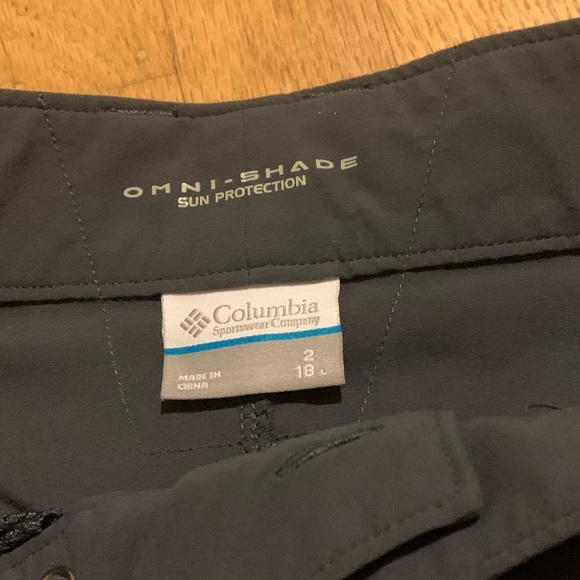 OMNI-SHADE
SUN PROTECTION
Columbia
Sportswear Company
2
MADE IN
CHINA
18 L